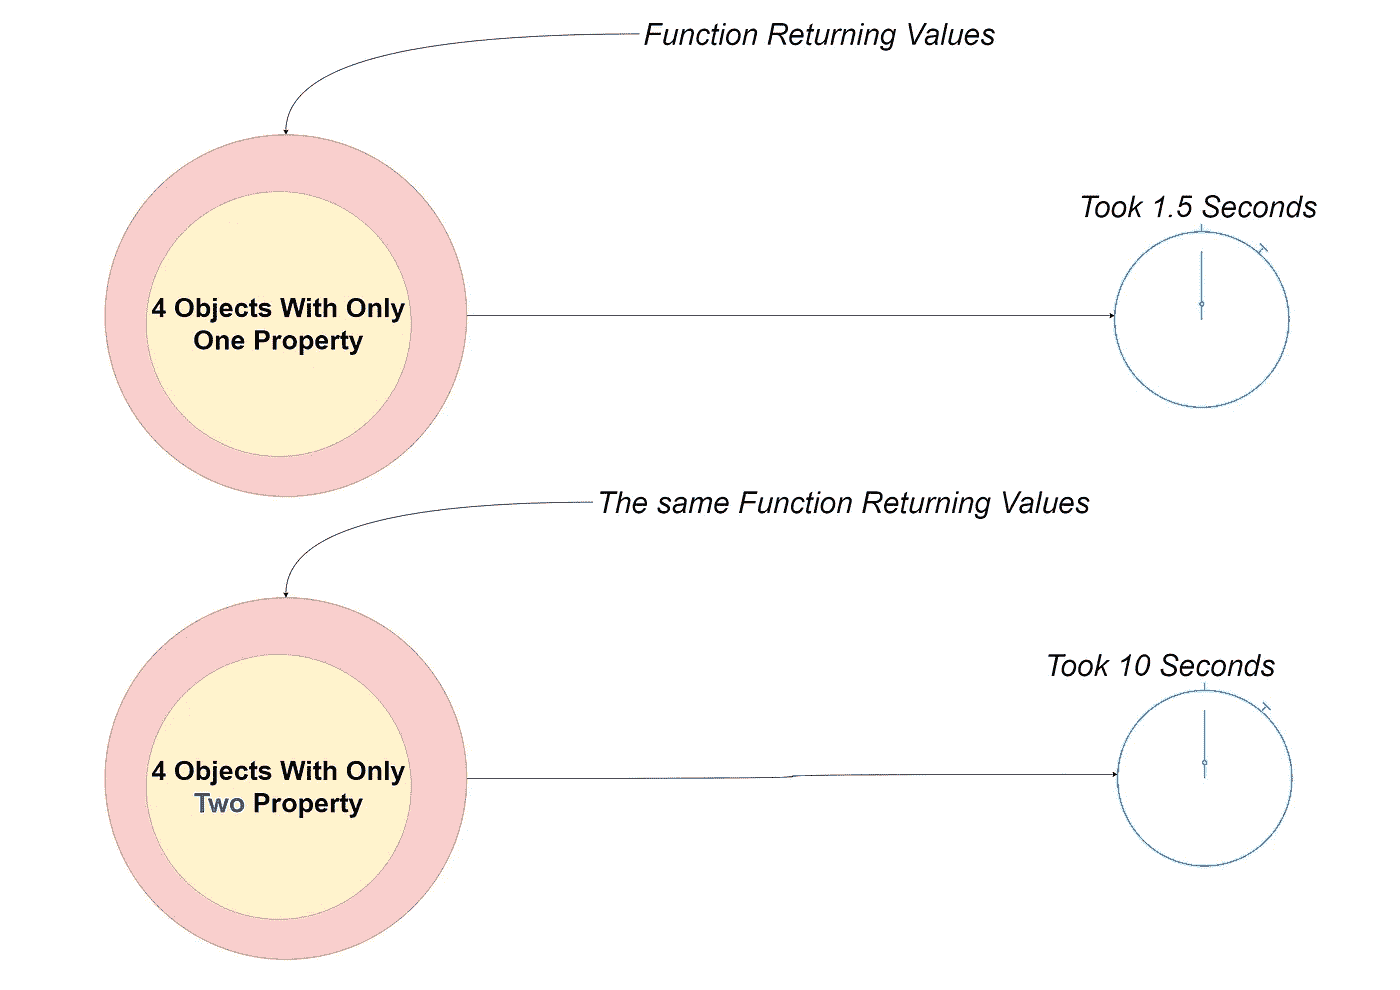 Function Returning Values
Took 1.5 Seconds
4 Objects With Only
One Property
The same Function Returning Values
Took 10 Seconds
4 Objects With Only
Two Property